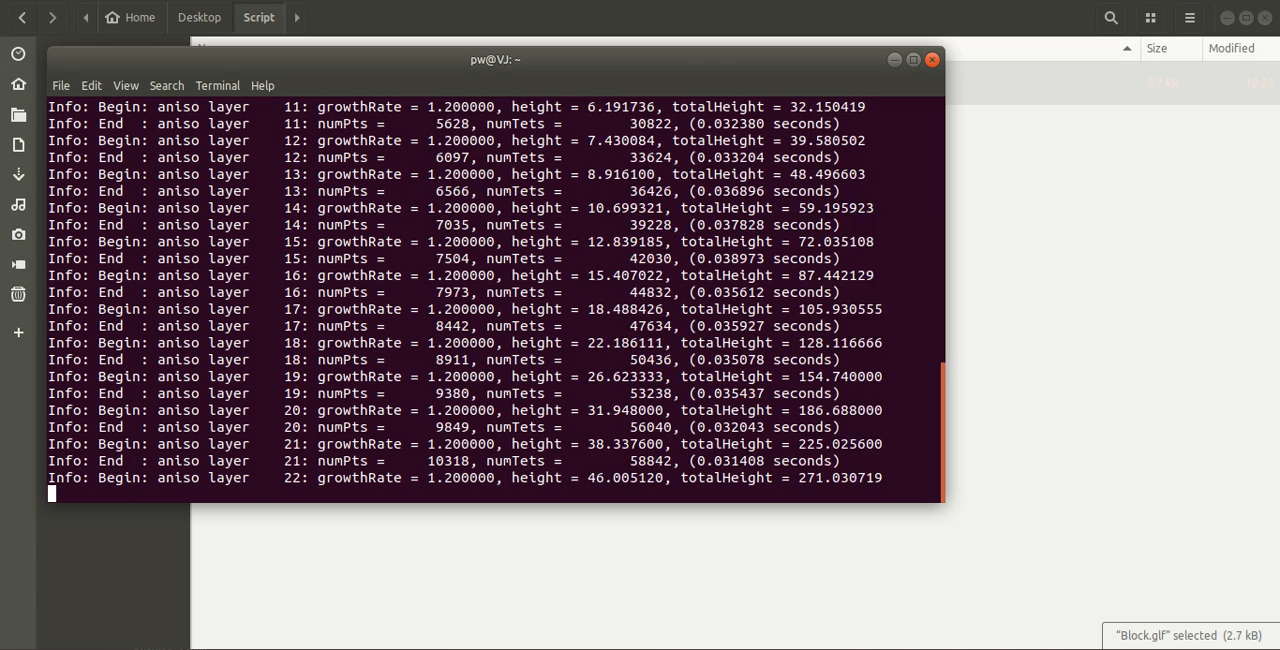 Home Desktop Script
Size Modified
pw@VJ: ~
File Edit View Search Terminal Help
Info: Begin: aniso layer    11: growthRate = 1.200000, height = 6.191736, totalHeight = 32.150419
Info: End  : aniso layer    11: numPts =      5628, numTets =        30822, (0.032380 seconds)
Info: Begin: aniso layer    12: growthRate = 1.200000, height = 7.430084, totalHeight = 39.580502
Info: End  : aniso layer    12: numPts =      6097, numTets =        33624, (0.033204 seconds)
Info: Begin: aniso layer    13: growthRate = 1.200000, height = 8.916100, totalHeight = 48.496603
Info: End  : aniso layer    13: numPts =      6566, numTets =        36426, (0.036896 seconds)
Info: Begin: aniso layer    14: growthRate = 1.200000, height = 10.699321, totalHeight = 59.195923
Info: End  : aniso layer    14: numPts =      7035, numTets =        39228, (0.037828 seconds)
Info: Begin: aniso layer    15: growthRate = 1.200000, height = 12.839185, totalHeight = 72.035108
Info: End  : aniso layer    15: numPts =      7504, numTets =        42030, (0.038973 seconds)
Info: Begin: aniso layer    16: growthRate = 1.200000, height = 15.407022, totalHeight = 87.442129
Info: End  : aniso layer    16: numPts =      7973, numTets =        44832, (0.035612 seconds)
Info: Begin: aniso layer    17: growthRate = 1.200000, height = 18.488426, totalHeight = 105.930555
Info: End  : aniso layer    17: numPts =      8442, numTets =        47634, (0.035927 seconds)
Info: Begin: aniso layer    18: growthRate = 1.200000, height = 22.186111, totalHeight = 128.116666
Info: End  : aniso layer    18: numPts =      8911, numTets =        50436, (0.035078 seconds)
Info: Begin: aniso layer    19: growthRate = 1.200000, height = 26.623333, totalHeight = 154.740000
Info: End  : aniso layer    19: numPts =      9380, numTets =        53238, (0.035437 seconds)
Info: Begin: aniso layer    20: growthRate = 1.200000, height = 31.948000, totalHeight = 186.688000
Info: End  : aniso layer    20: numPts =      9849, numTets =        56040, (0.032043 seconds)
Info: Begin: aniso layer    21: growthRate = 1.200000, height = 38.337600, totalHeight = 225.025600
Info: End  : aniso layer    21: numPts =     10318, numTets =        58842, (0.031408 seconds)
Info: Begin: aniso layer    22: growthRate = 1.200000, height = 46.005120, totalHeight = 271.030719
"Block.glf" selected (2.7 kB)